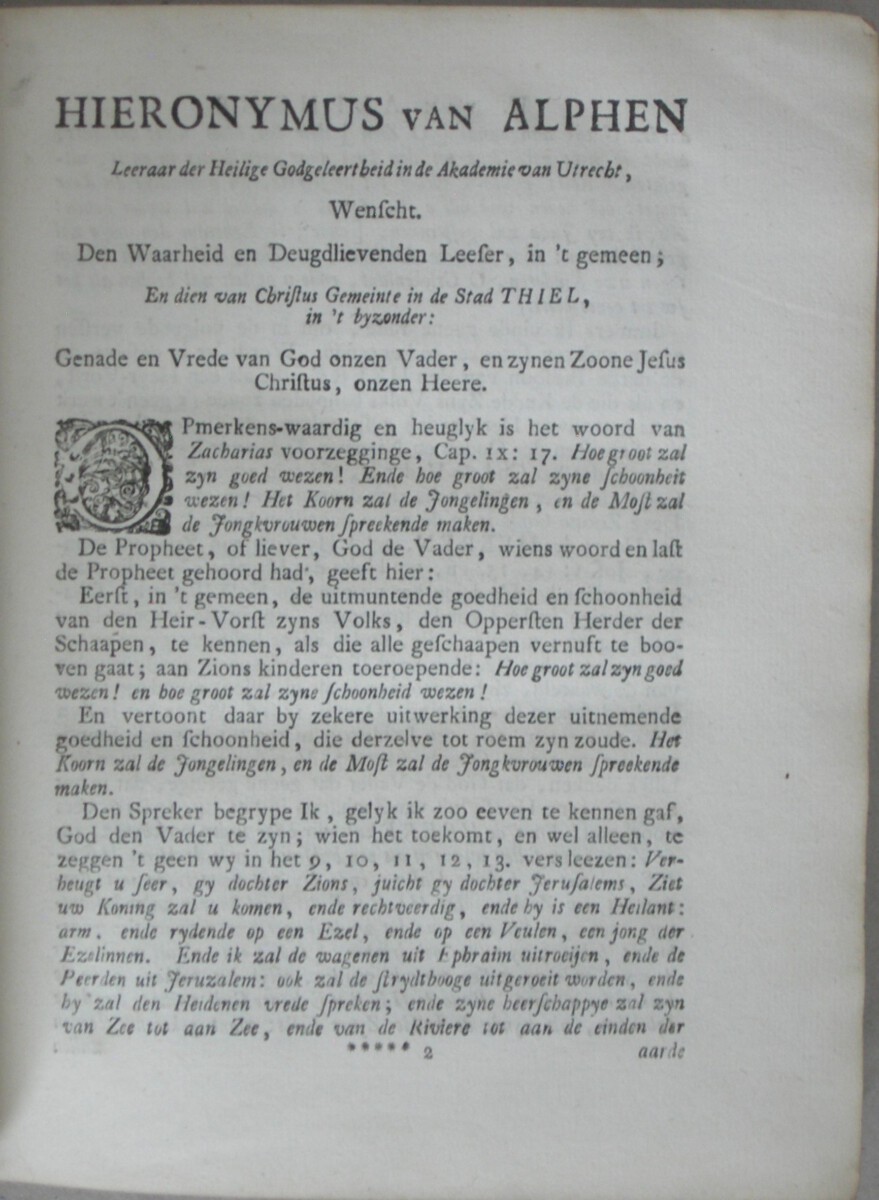 HIERONYMUS VAN ALPHEN
Leeraar der Heilige Godgeleertheid in de Akademie van Utrecht,
Wenſcht.
Den Waarheid en Deugdlievenden Leeſer, in 't gemeen;
En dien van Chriſtus Gemeinte in de Stad THIEL,
in 't byzonder:
Genade en Vrede van God onzen Vader, en zynen Zoone Jeſus
Chriſtus, onzen Heere.
OPmerkens-waardig en heuglyk is het woord van
Zacharias voorzegginge, Cap. IX: 17. Hoe groot zal
zyn goed wezen! Ende hoe groot zal zyne ſchoonheit
wezen! Het Koorn zal de Jongelingen, en de Moſt zal
de Jongkvrouwen ſpreekende maken.
De Propheet, of liever, God de Vader, wiens woord en laſt
de Propheet gehoord had, geeft hier:
Eerſt, in 't gemeen, de uitmuntende goedheid en ſchoonheid
van den Heir-Vorſt zyns Volks, den Opperſten Herder der
Schaapen, te kennen, als die alle geſchaapen vernuft te boo-
ven gaat; aan Zions kinderen toeroepende: Hoe groot zal zyn goed
wezen! en hoe groot zal zyne ſchoonheid wezen!
En vertoont daar by zekere uitwerking dezer uitnemende
goedheid en ſchoonheid, die derzelve tot roem zyn zoude. Het
Koorn zal de Jongelingen, en de Moſt zal de Jongkvrouwen ſpreekende
maken.
Den Spreker begrype Ik, gelyk ik zoo eeven te kennen gaf,
God den Vader te zyn; wien het toekomt, en wel alleen, te
zeggen 't geen wy in het 9, 10, 11, 12, 13. vers leezen: Ver-
heugt u ſeer, gy dochter Zions, juicht gy dochter Jeruſalems, Ziet
uw Koning zal u komen, ende rechtveerdig, ende hy is een Heilant:
arm, ende rydende op een Ezel, ende op een Veulen, een jong der
Ezelinnen. Ende ik zal de wagenen uit Ephraim uitroeijen, ende de
Peerden uit Jeruzalem: ook zal de ſtrydtbooge uitgeroeit worden, ende
hy zal den Heidenen vrede ſpreken; ende zyne heerſchappye zal zyn
van Zee tot aan Zee, ende van de Riviere tot aan de einden der
***** 2 aarde